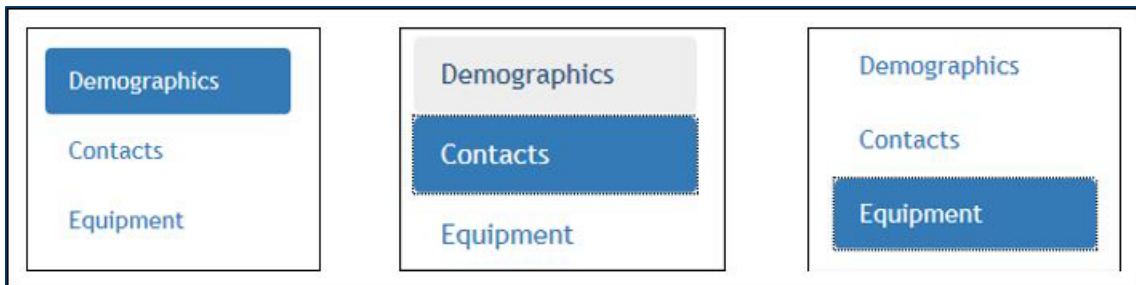 Demographics
Contacts
Equipment
Demographics
Contacts
Equipment
Demographics
Contacts
Equipment